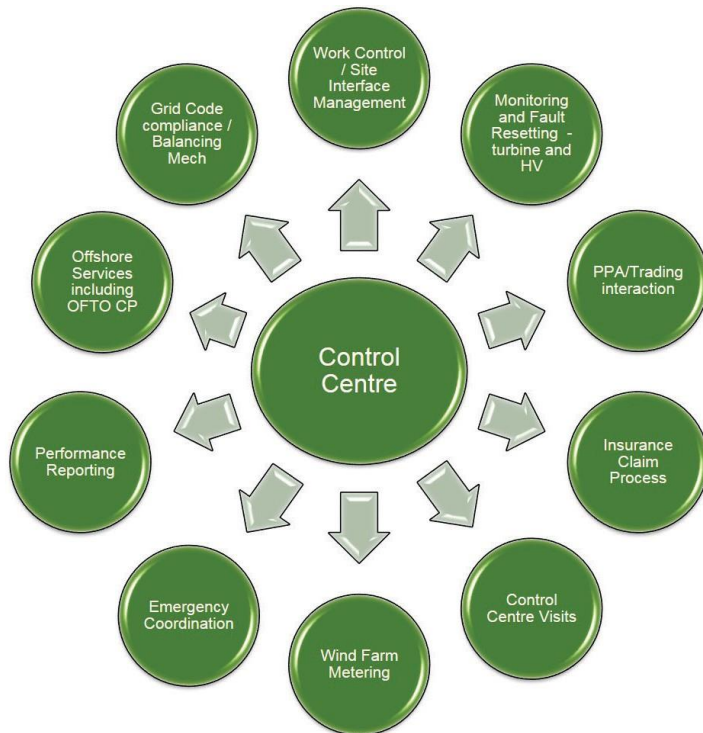 Work Control
/ Site
Interface
Management
Monitoring
and Fault
Resetting  -
turbine and
HV
PPA/Trading
interaction
Insurance
Claim
Process
Control
Centre Visits
Wind Farm
Metering
Emergency
Coordination
Performance
Reporting
Offshore
Services
including
OFTO CP
Grid Code
compliance /
Balancing
Mech
Control
Centre